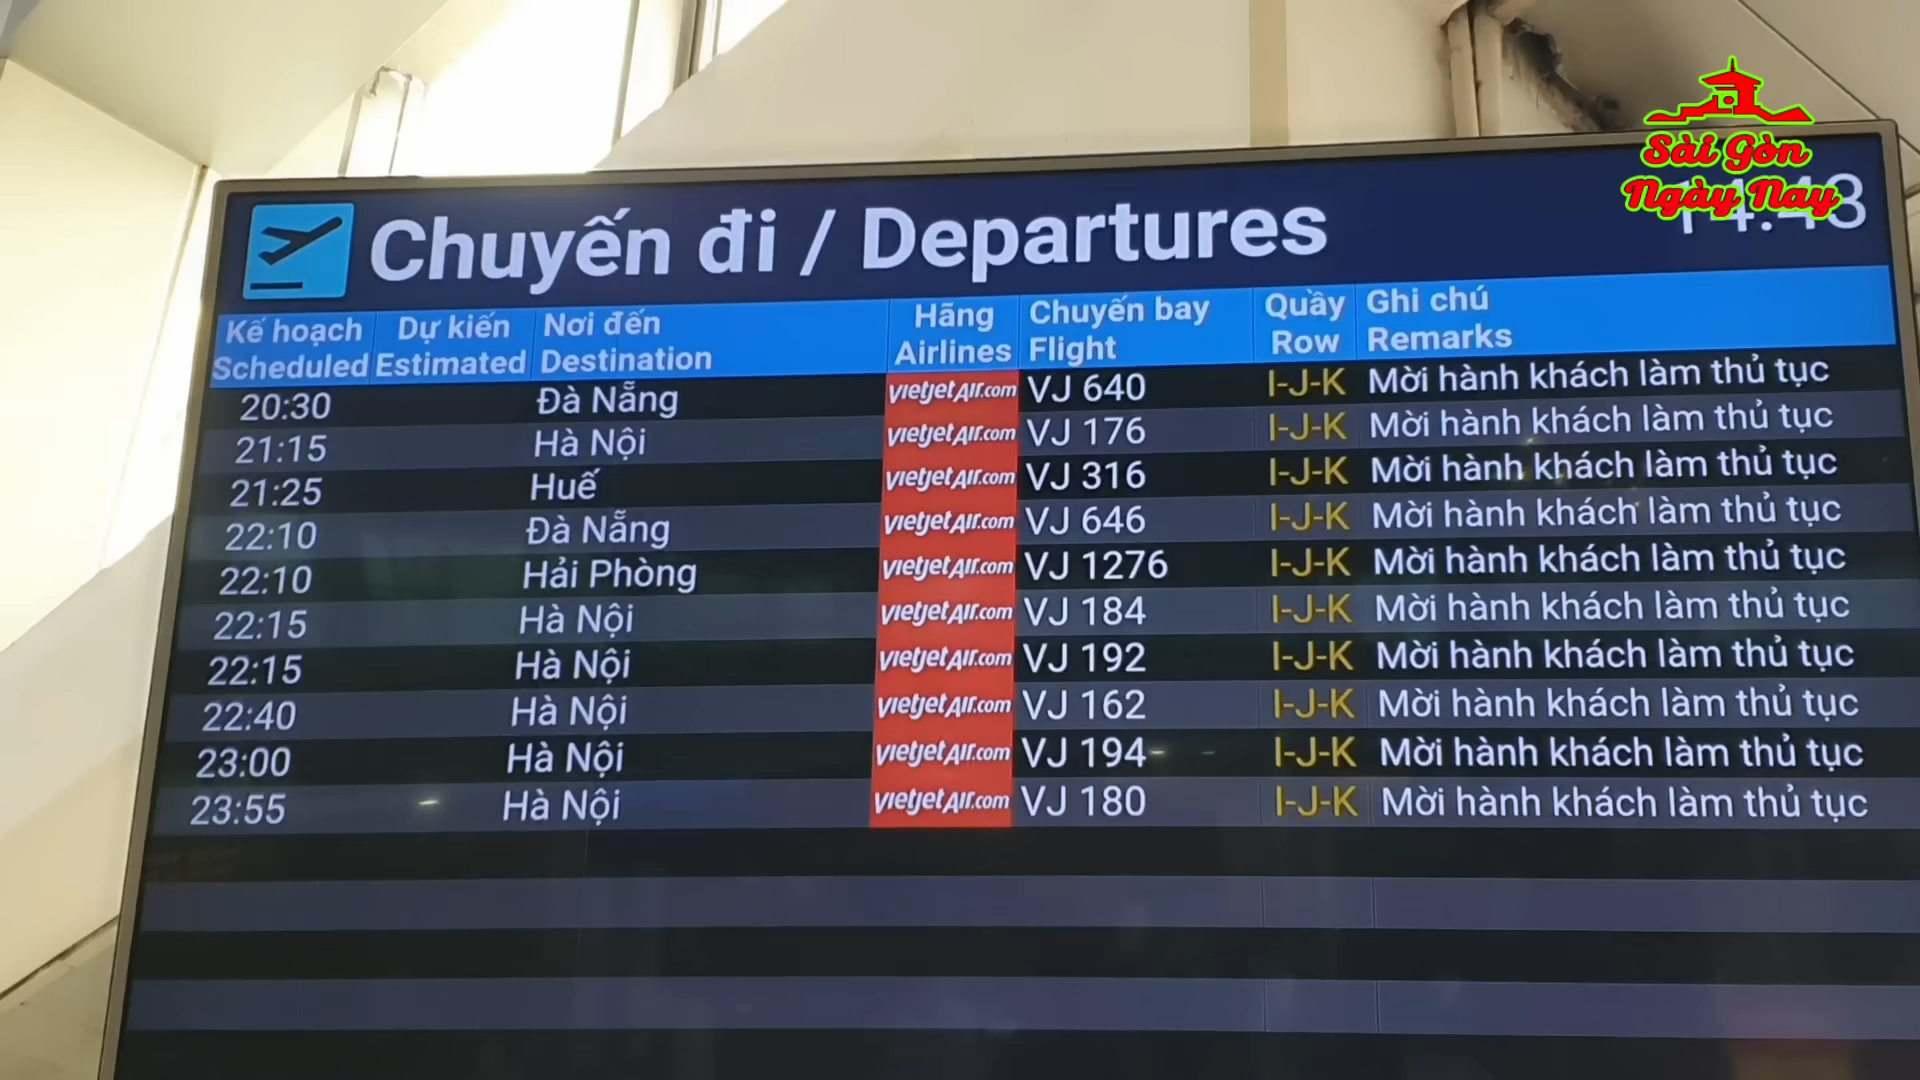 Sài Gòn
Ngày Nay
Chuyến đi / Departures
Kế hoạch Dự kiến Nơi đến Hãng Chuyến bay Quầy Ghi chú
Scheduled Estimated Destination Airlines Flight Row Remarks
20:30 Đà Nẵng vietjetAir.com VJ 640 I-J-K Mời hành khách làm thủ tục
21:15 Hà Nội vietjetAir.com VJ 176 I-J-K Mời hành khách làm thủ tục
21:25 Huế vietjetAir.com VJ 316 I-J-K Mời hành khách làm thủ tục
22:10 Đà Nẵng vietjetAir.com VJ 646 I-J-K Mời hành khách làm thủ tục
22:10 Hải Phòng vietjetAir.com VJ 1276 I-J-K Mời hành khách làm thủ tục
22:15 Hà Nội vietjetAir.com VJ 184 I-J-K Mời hành khách làm thủ tục
22:15 Hà Nội vietjetAir.com VJ 192 I-J-K Mời hành khách làm thủ tục
22:40 Hà Nội vietjetAir.com VJ 162 I-J-K Mời hành khách làm thủ tục
23:00 Hà Nội vietjetAir.com VJ 194 I-J-K Mời hành khách làm thủ tục
23:55 Hà Nội vietjetAir.com VJ 180 I-J-K Mời hành khách làm thủ tục